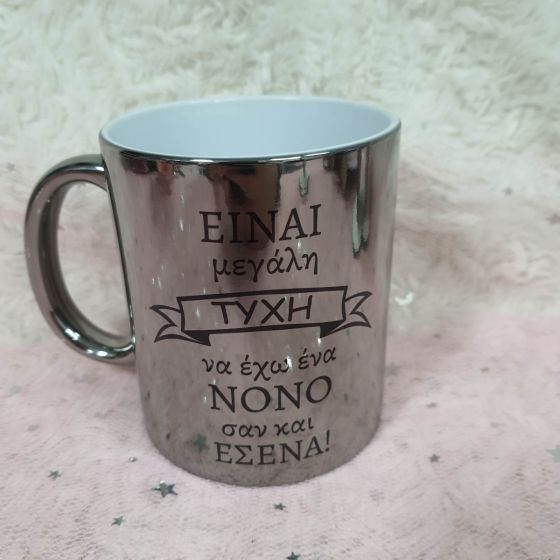 ΕΙΝΑΙ
μεγάλη
ΤΥΧΗ
να έχω ένα
ΝΟΝΟ
σαν και
ΕΣΕΝΑ!